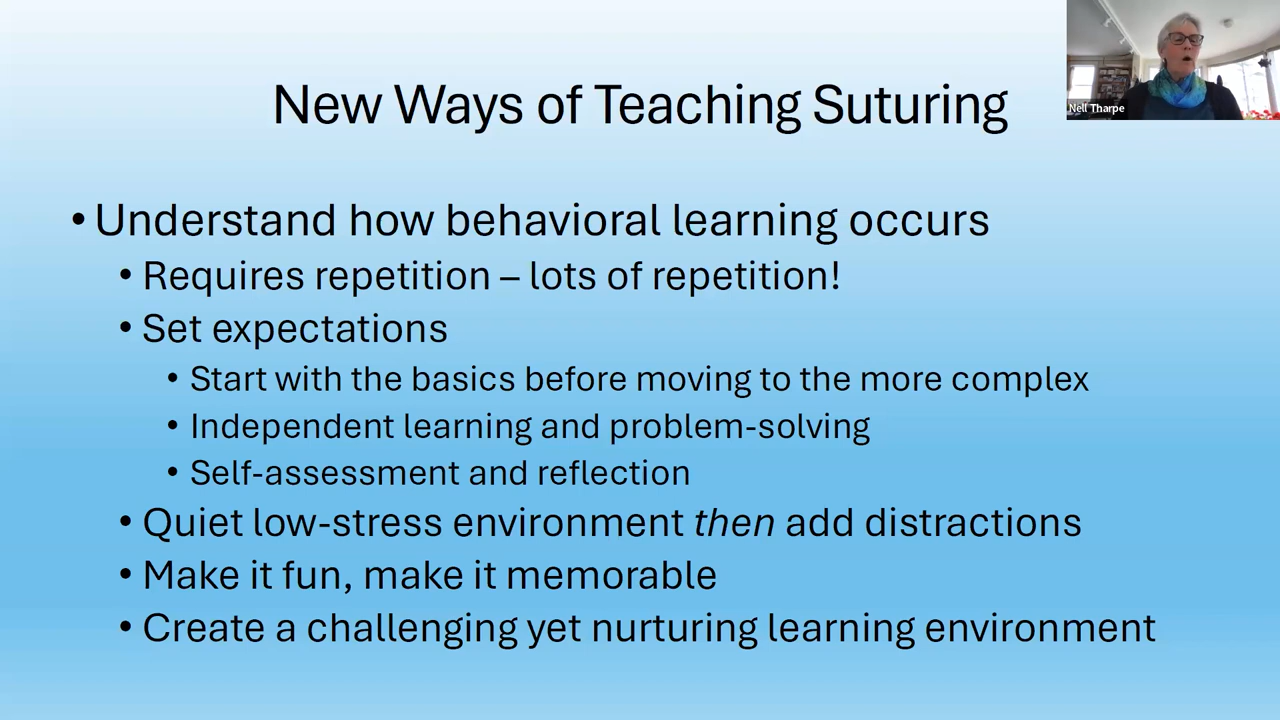 New Ways of Teaching Suturing
Nell Tharpe
• Understand how behavioral learning occurs
• Requires repetition – lots of repetition!
• Set expectations
• Start with the basics before moving to the more complex
• Independent learning and problem-solving
• Self-assessment and reflection
• Quiet low-stress environment then add distractions
• Make it fun, make it memorable
• Create a challenging yet nurturing learning environment